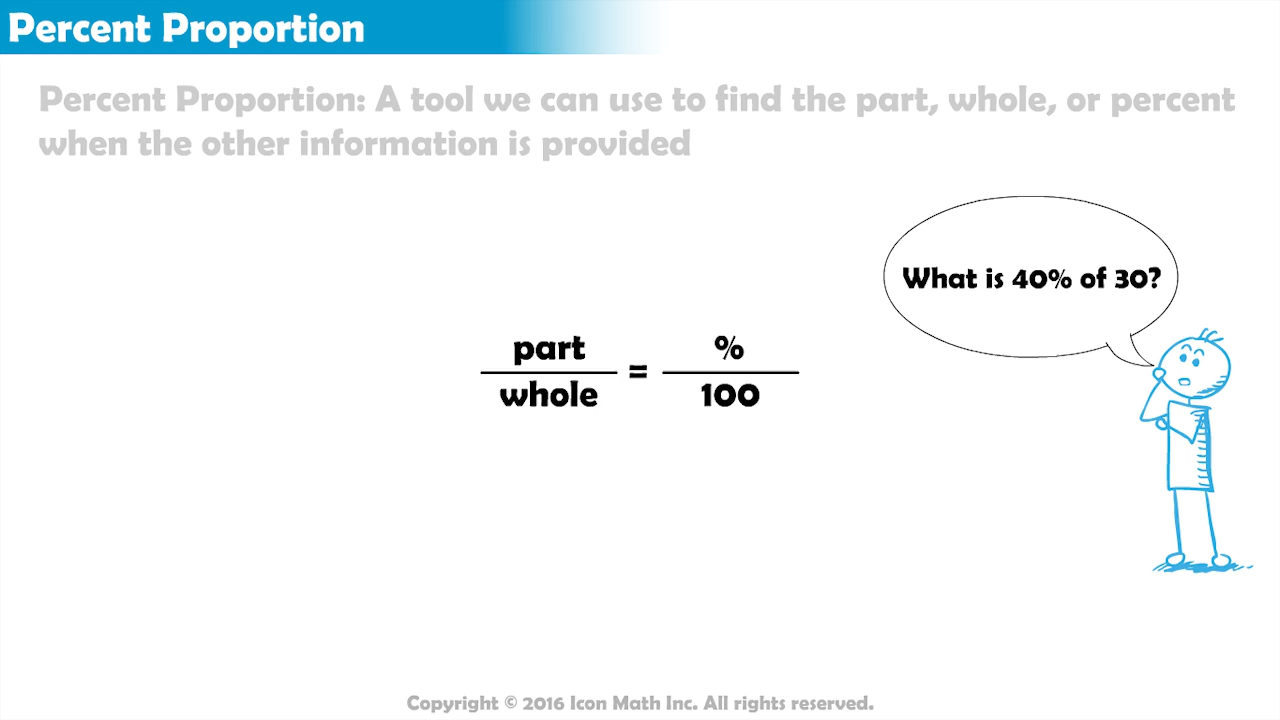 Percent Proportion
Percent Proportion: A tool we can use to find the part, whole, or percent
when the other information is provided
What is 40% of 30?
part
whole
=
%
100
Copyright © 2016 Icon Math Inc. All rights reserved.